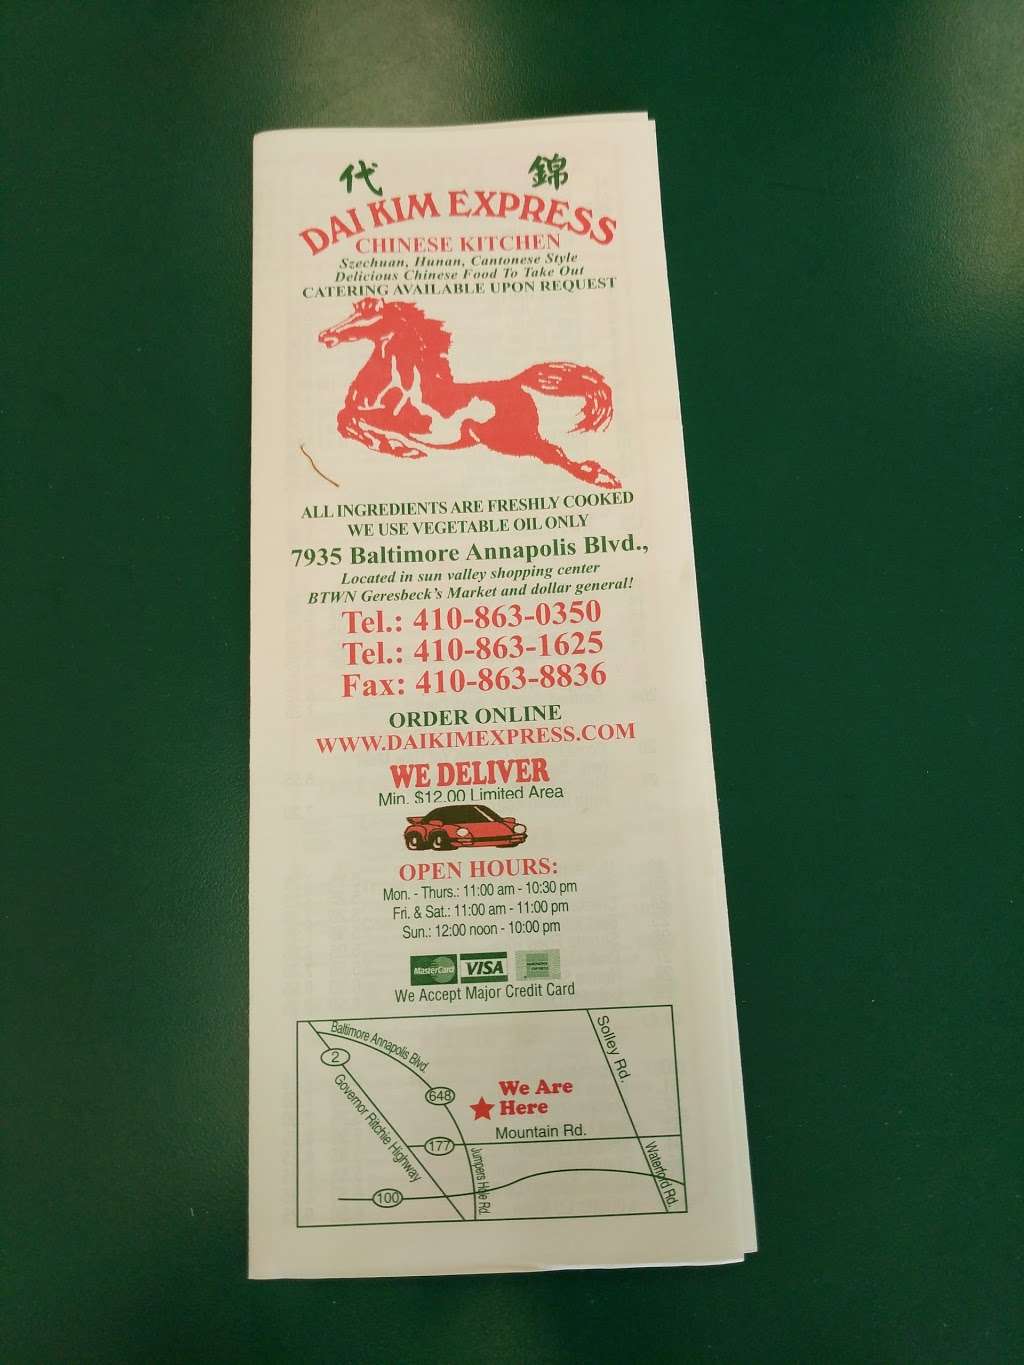 代 錦
DAI KIM EXPRESS
CHINESE KITCHEN
Szechuan, Hunan, Cantonese Style
Delicious Chinese Food To Take Out
CATERING AVAILABLE UPON REQUEST
ALL INGREDIENTS ARE FRESHLY COOKED
WE USE VEGETABLE OIL ONLY
7935 Baltimore Annapolis Blvd.,
Located in sun valley shopping center
BTWN Geresbeck's Market and dollar general!
Tel.: 410-863-0350
Tel.: 410-863-1625
Fax: 410-863-8836
ORDER ONLINE
WWW.DAIKIMEXPRESS.COM
WE DELIVER
Min. $12.00 Limited Area
OPEN HOURS:
Mon. - Thurs.: 11:00 am - 10:30 pm
Fri. & Sat.: 11:00 am - 11:00 pm
Sun.: 12:00 noon - 10:00 pm
MasterCard VISA
We Accept Major Credit Card
Baltimore Annapolis Blvd.
Solley Rd.
2
Governor Ritchie Highway
648
We Are
Here
Mountain Rd.
177
Jumpers Hole Rd.
Waterford Rd.
100